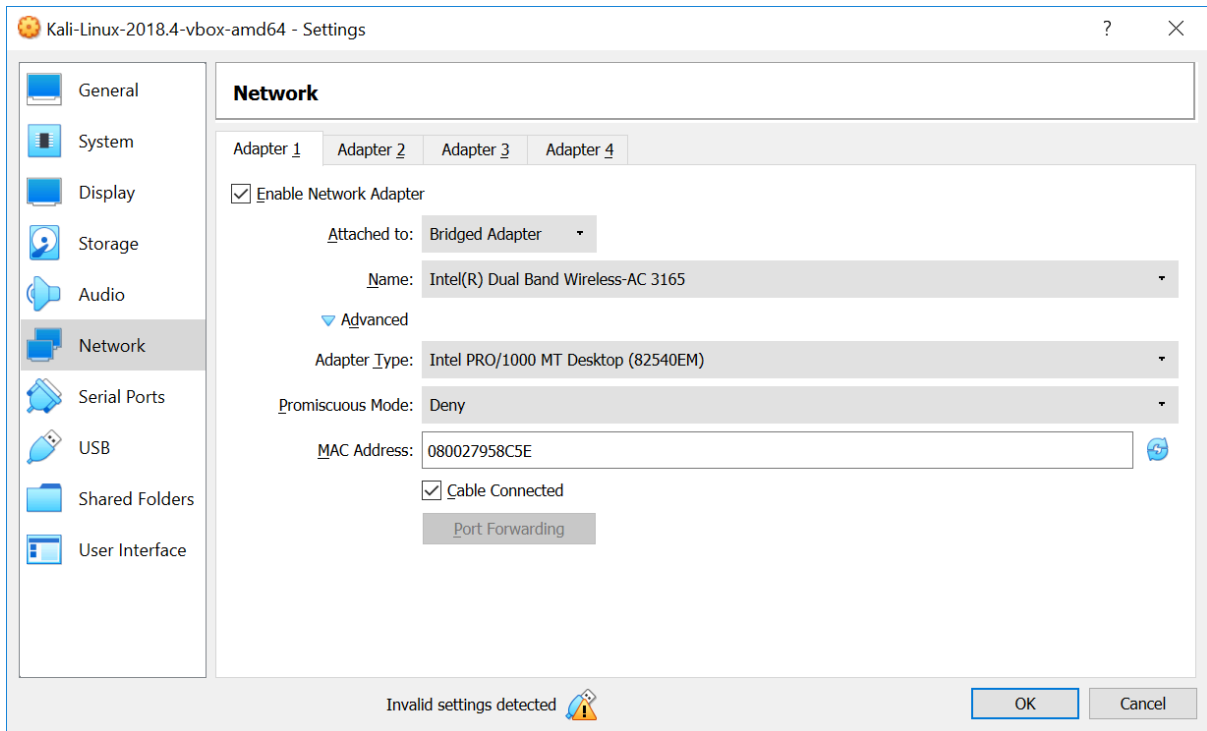 Kali-Linux-2018.4-vbox-amd64 - Settings ?
General
System
Display
Storage
Audio
Network
Serial Ports
USB
Shared Folders
User Interface
Network
Adapter 1 Adapter 2 Adapter 3 Adapter 4
Enable Network Adapter
Attached to: Bridged Adapter
Name: Intel(R) Dual Band Wireless-AC 3165
Advanced
Adapter Type: Intel PRO/1000 MT Desktop (82540EM)
Promiscuous Mode: Deny
MAC Address: 080027958C5E
Cable Connected
Port Forwarding
Invalid settings detected
OK Cancel